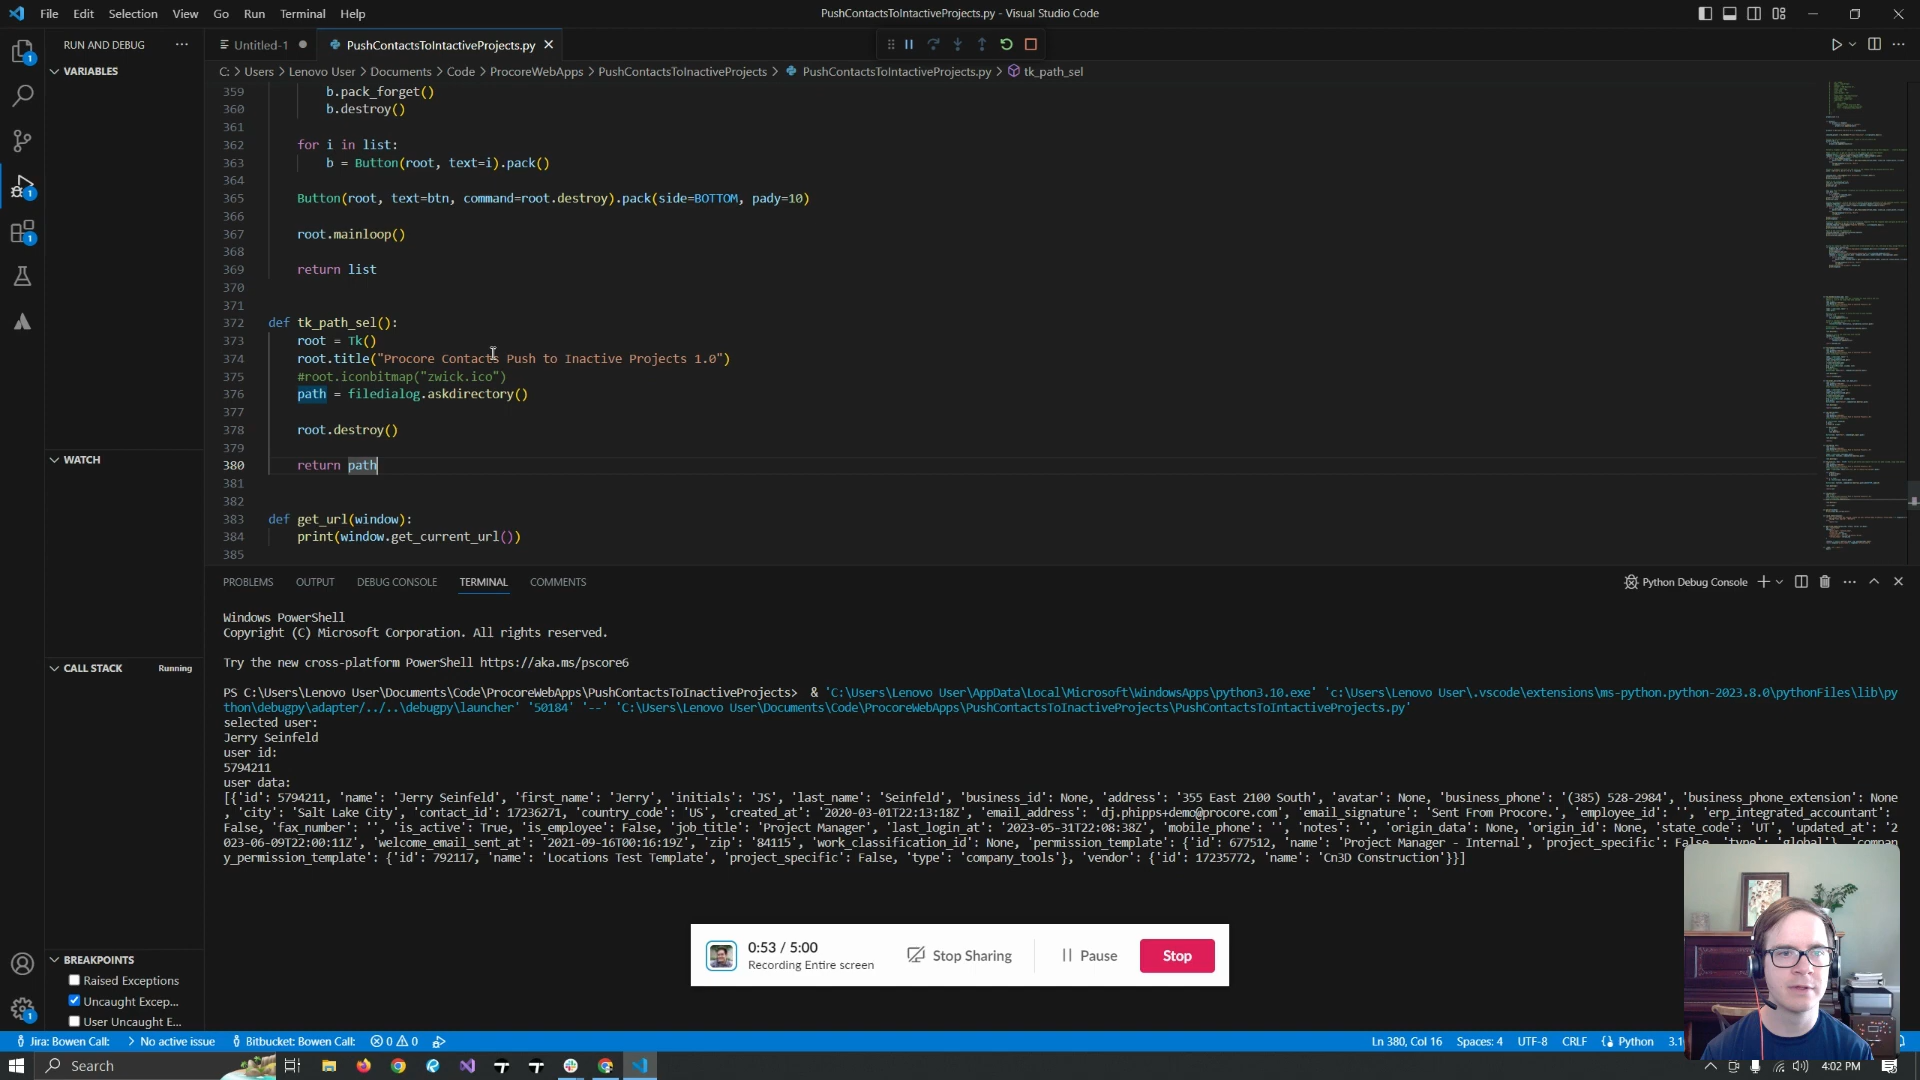 File Edit Selection View Go Run Terminal Help
PushContactsToIntactiveProjects.py - Visual Studio Code
RUN AND DEBUG
Untitled-1
PushContactsToIntactiveProjects.py
VARIABLES
C: > Users > Lenovo User > Documents > Code > ProcoreWebApps > PushContactsToInactiveProjects > PushContactsToIntactiveProjects.py > tk_path_sel
359 b.pack_forget()
360 b.destroy()
361
362 for i in list:
363 b = Button(root, text=i).pack()
364
365 Button(root, text=btn, command=root.destroy).pack(side=BOTTOM, pady=10)
366
367 root.mainloop()
368
369 return list
370
371
372 def tk_path_sel():
373 root = Tk()
374 root.title("Procore Contacts Push to Inactive Projects 1.0")
375 #root.iconbitmap("zwick.ico")
376 path = filedialog.askdirectory()
377
378 root.destroy()
379
380 return path
381
382
383 def get_url(window):
384 print(window.get_current_url())
385
WATCH
CALL STACK Running
BREAKPOINTS
Raised Exceptions
Uncaught Excep...
User Uncaught E...
PROBLEMS OUTPUT DEBUG CONSOLE TERMINAL COMMENTS
Python Debug Console
Windows PowerShell
Copyright (C) Microsoft Corporation. All rights reserved.
Try the new cross-platform PowerShell https://aka.ms/pscore6
PS C:\Users\Lenovo User\Documents\Code\ProcoreWebApps\PushContactsToInactiveProjects> & 'C:\Users\Lenovo User\AppData\Local\Microsoft\WindowsApps\python3.10.exe' 'c:\Users\Lenovo User\.vscode\extensions\ms-python.python-2023.8.0\pythonFiles\lib\py
thon\debugpy\adapter/../..\debugpy\launcher' '50184' '--' 'C:\Users\Lenovo User\Documents\Code\ProcoreWebApps\PushContactsToInactiveProjects\PushContactsToIntactiveProjects.py'
selected user:
Jerry Seinfeld
user id:
5794211
user data:
[{'id': 5794211, 'name': 'Jerry Seinfeld', 'first_name': 'Jerry', 'initials': 'JS', 'last_name': 'Seinfeld', 'business_id': None, 'address': '355 East 2100 South', 'avatar': None, 'business_phone': '(385) 528-2984', 'business_phone_extension': None
, 'city': 'Salt Lake City', 'contact_id': 17236271, 'country_code': 'US', 'created_at': '2020-03-01T22:13:18Z', 'email_address': 'dj.phipps+demo@procore.com', 'email_signature': 'Sent From Procore.', 'employee_id': '', 'erp_integrated_accountant':
False, 'fax_number': '', 'is_active': True, 'is_employee': False, 'job_title': 'Project Manager', 'last_login_at': '2023-05-31T22:08:38Z', 'mobile_phone': '', 'notes': '', 'origin_data': None, 'origin_id': None, 'state_code': 'UT', 'updated_at': '2
023-06-09T22:00:11Z', 'welcome_email_sent_at': '2021-09-16T00:16:19Z', 'zip': '84115', 'work_classification_id': None, 'permission_template': {'id': 677512, 'name': 'Project Manager - Internal', 'project_specific': False, 'type': 'global'}, 'compan
y_permission_template': {'id': 792117, 'name': 'Locations Test Template', 'project_specific': False, 'type': 'company_tools'}, 'vendor': {'id': 17235772, 'name': 'Cn3D Construction'}}]
0:53 / 5:00
Recording Entire screen
Stop Sharing
Pause
Stop
Jira: Bowen Call: > No active issue Bitbucket: Bowen Call: 0 0
Ln 380, Col 16 Spaces: 4 UTF-8 CRLF Python
Search
4:02 PM